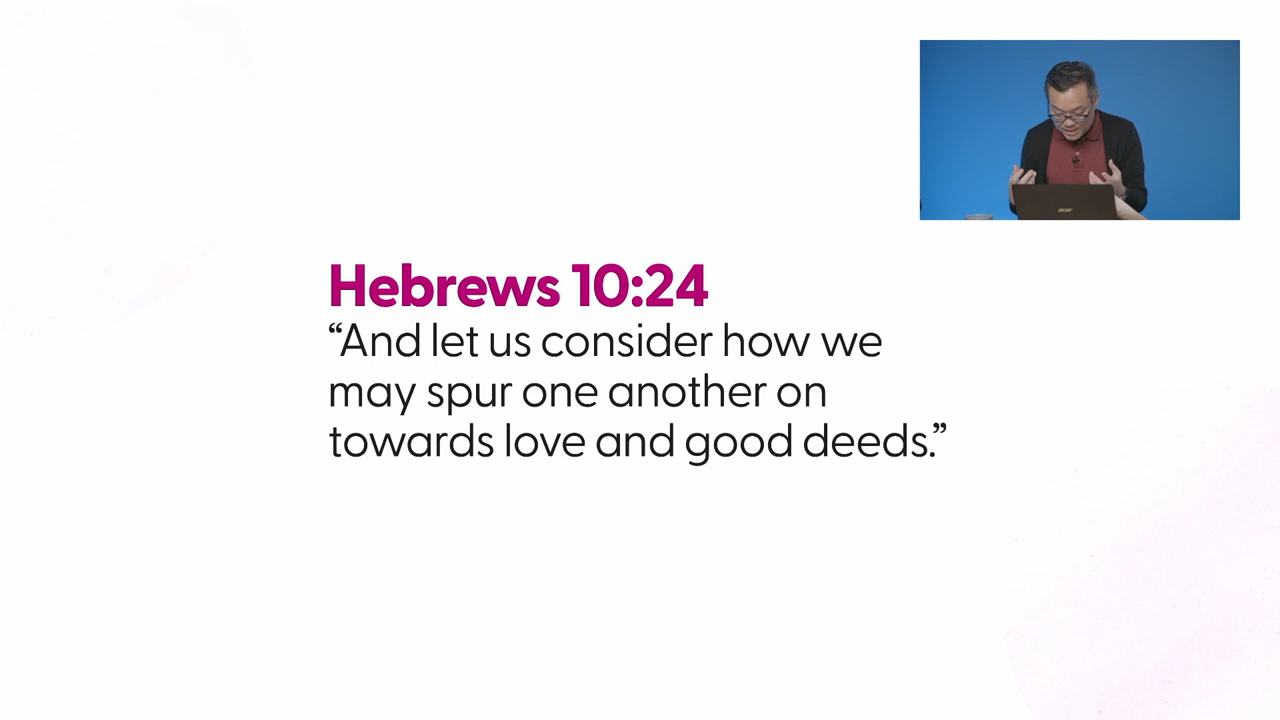 Hebrews 10:24
“And let us consider how we
may spur one another on
towards love and good deeds.”
acer